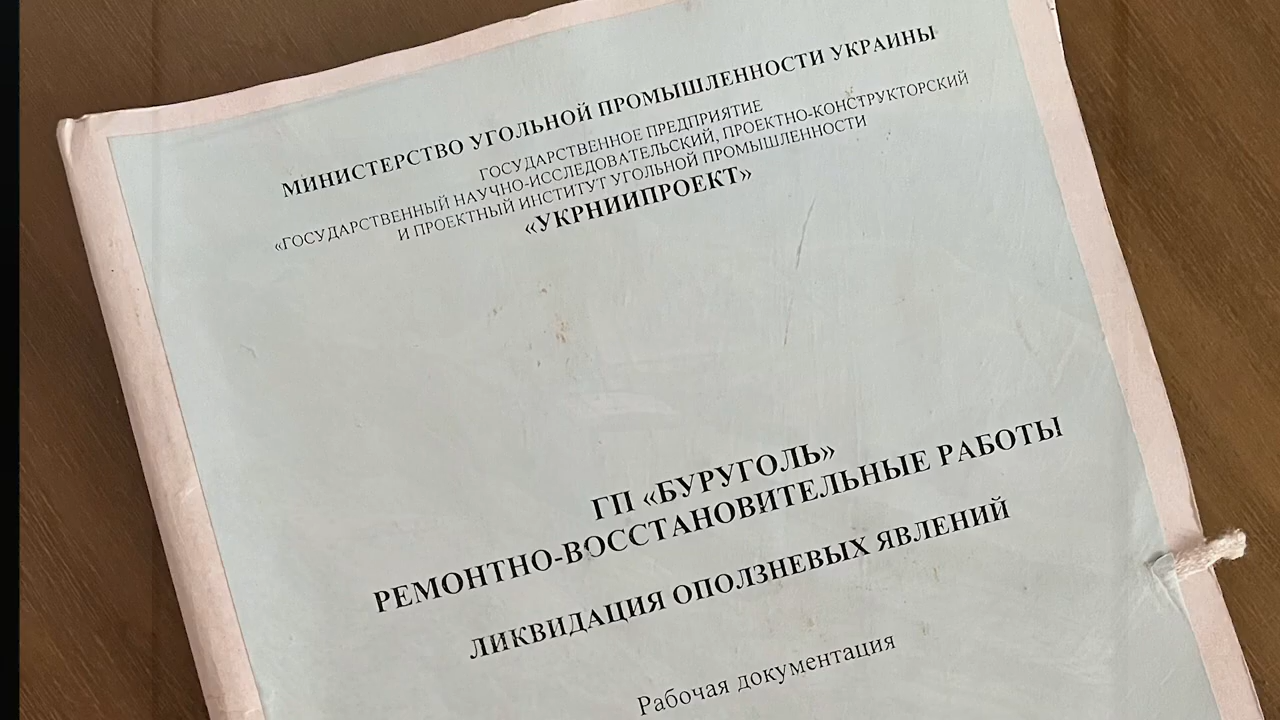 МИНИСТЕРСТВО УГОЛЬНОЙ ПРОМЫШЛЕННОСТИ УКРАИНЫ
ГОСУДАРСТВЕННОЕ ПРЕДПРИЯТИЕ
«ГОСУДАРСТВЕННЫЙ НАУЧНО-ИССЛЕДОВАТЕЛЬСКИЙ, ПРОЕКТНО-КОНСТРУКТОРСКИЙ
И ПРОЕКТНЫЙ ИНСТИТУТ УГОЛЬНОЙ ПРОМЫШЛЕННОСТИ
«УКРНИИПРОЕКТ»
ГП «БУРУГОЛЬ»
РЕМОНТНО-ВОССТАНОВИТЕЛЬНЫЕ РАБОТЫ
ЛИКВИДАЦИЯ ОПОЛЗНЕВЫХ ЯВЛЕНИЙ
Рабочая документация